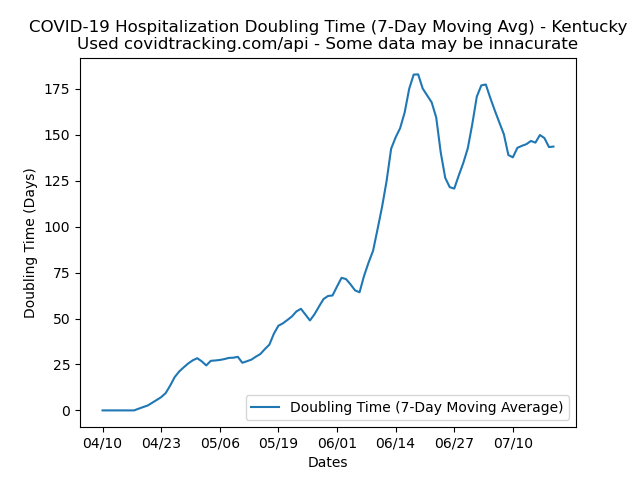 COVID-19 Hospitalization Doubling Time (7-Day Moving Avg) - Kentucky
Used covidtracking.com/api - Some data may be innacurate
Doubling Time (Days)
175
150
125
100
75
50
25
0
Doubling Time (7-Day Moving Average)
04/10 04/23 05/06 05/19 06/01 06/14 06/27 07/10
Dates